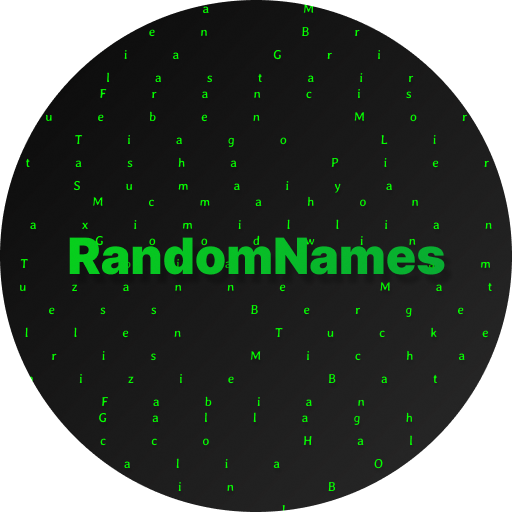 a M
e n B r
i a G r i
l a s t a i r
F r a n c i s
u e b e n M o r
T i a g o L i
t a s h a P i e r
S u m a i y a n
M c m a h o n
a x i m i l l i a n
G o o d w i n
RandomNames
u z a n n e M a t
e s s B e r g e
l l e n T u c k e
r i s M i c h a
i z i e B a t
F a b i a n
G a l l a g h
c c o H a l
a l i a O
i n B